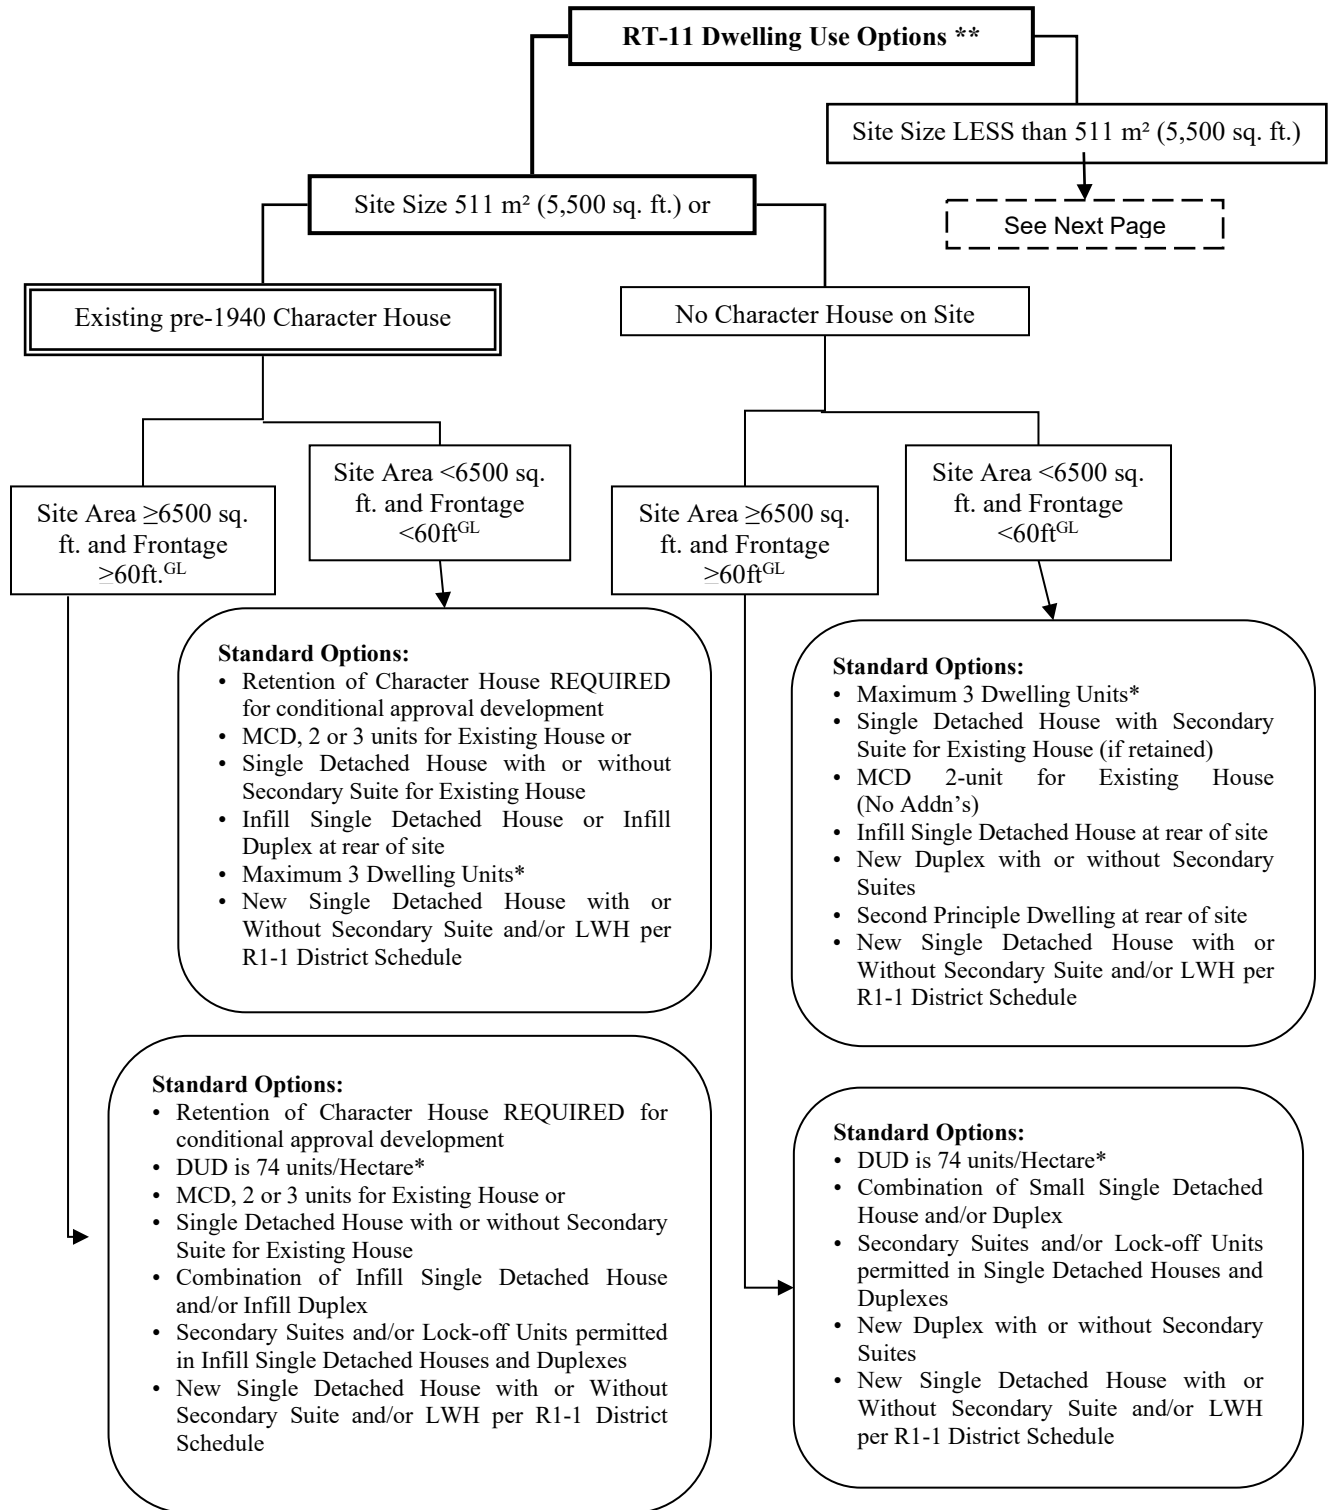 RT-11 Dwelling Use Options **
Site Size LESS than 511 m² (5,500 sq. ft.)
Site Size 511 m² (5,500 sq. ft.) or
See Next Page
Existing pre-1940 Character House
No Character House on Site
Site Area ≥6500 sq.
ft. and Frontage
≥60ft.GL
Site Area <6500 sq.
ft. and Frontage
<60ftGL
Site Area ≥6500 sq.
ft. and Frontage
≥60ftGL
Site Area <6500 sq.
ft. and Frontage
<60ftGL
Standard Options:
• Retention of Character House REQUIRED
for conditional approval development
• MCD, 2 or 3 units for Existing House or
• Single Detached House with or without
Secondary Suite for Existing House
• Infill Single Detached House or Infill
Duplex at rear of site
• Maximum 3 Dwelling Units*
• New Single Detached House with or
Without Secondary Suite and/or LWH per
R1-1 District Schedule
Standard Options:
• Maximum 3 Dwelling Units*
• Single Detached House with Secondary
Suite for Existing House (if retained)
• MCD 2-unit for Existing House
(No Addn’s)
• Infill Single Detached House at rear of site
• New Duplex with or without Secondary
Suites
• Second Principle Dwelling at rear of site
• New Single Detached House with or
Without Secondary Suite and/or LWH per
R1-1 District Schedule
Standard Options:
• Retention of Character House REQUIRED for
conditional approval development
• DUD is 74 units/Hectare*
• MCD, 2 or 3 units for Existing House or
• Single Detached House with or without Secondary
Suite for Existing House
• Combination of Infill Single Detached House
and/or Infill Duplex
• Secondary Suites and/or Lock-off Units permitted
in Infill Single Detached Houses and Duplexes
• New Single Detached House with or Without
Secondary Suite and/or LWH per R1-1 District
Schedule
Standard Options:
• DUD is 74 units/Hectare*
• Combination of Small Single Detached
House and/or Duplex
• Secondary Suites and/or Lock-off Units
permitted in Single Detached Houses and
Duplexes
• New Duplex with or without Secondary
Suites
• New Single Detached House with or
Without Secondary Suite and/or LWH
per R1-1 District Schedule